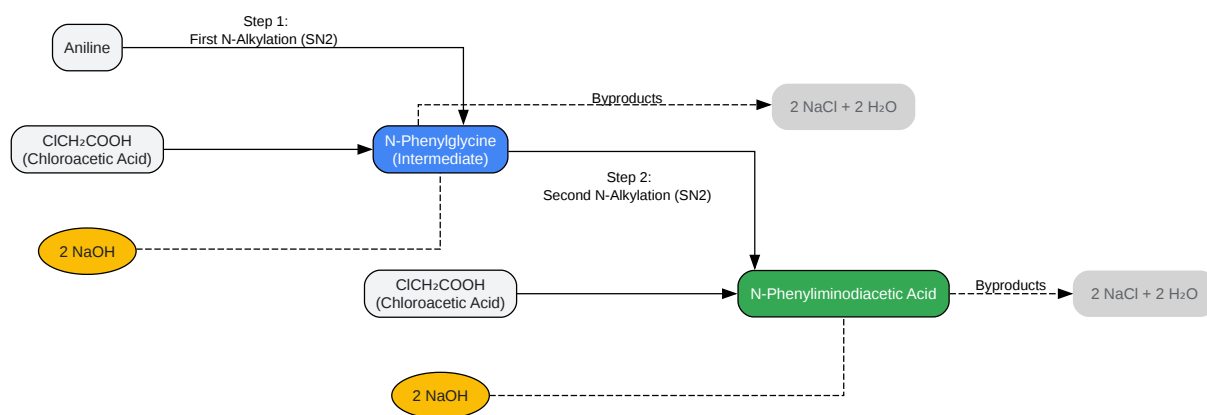 Step 1:
First N-Alkylation (SN2)
Aniline
Byproducts
2 NaCl + 2 H₂O
ClCH₂COOH
(Chloroacetic Acid)
N-Phenylglycine
(Intermediate)
Step 2:
Second N-Alkylation (SN2)
2 NaOH
ClCH₂COOH
(Chloroacetic Acid)
N-Phenyliminodiacetic Acid
Byproducts
2 NaCl + 2 H₂O
2 NaOH